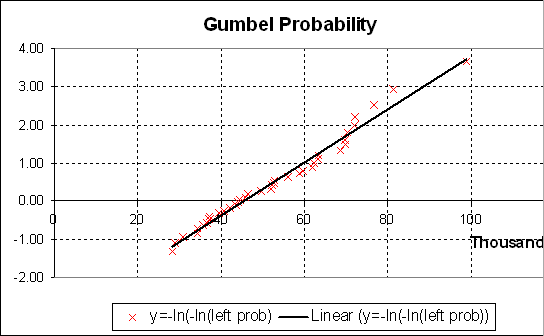 Gumbel Probability
4.00
3.00
2.00
1.00
0.00
0 20 40 60 80 100
-1.00
Thousand
-2.00
y=-ln(-ln(left prob) Linear (y=-ln(-ln(left prob))